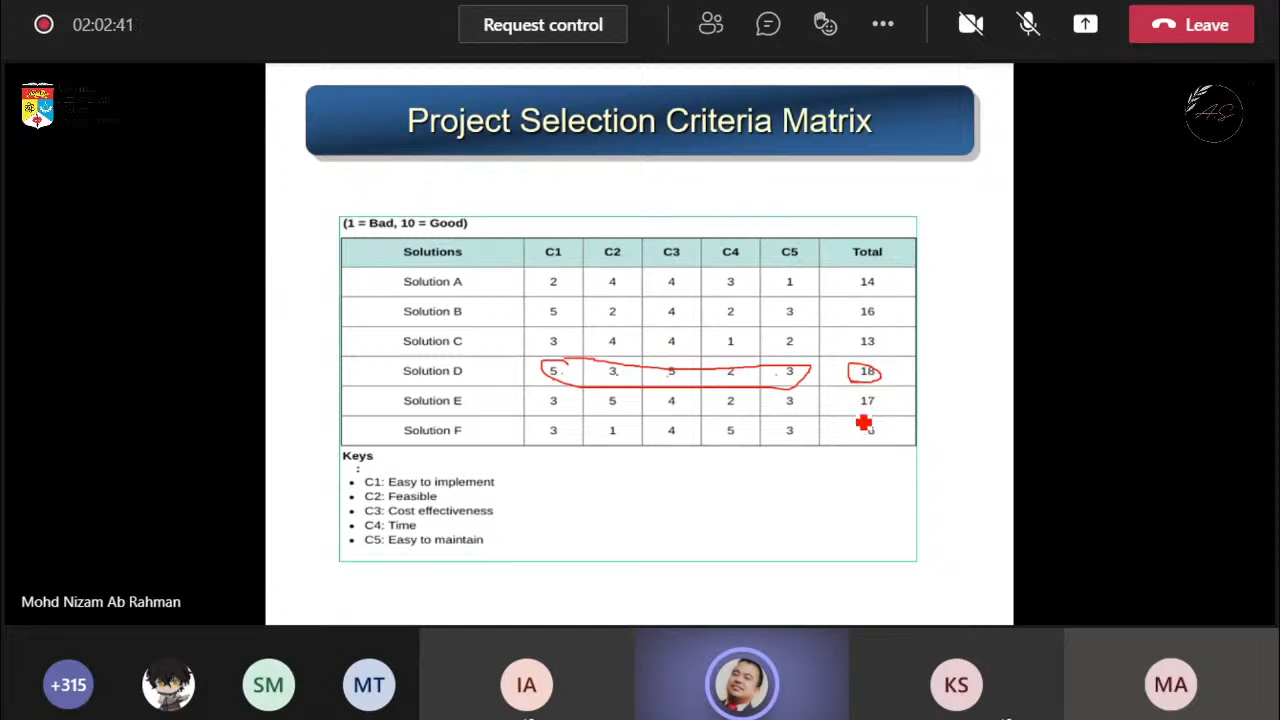 02:02:41
Request control
Leave
AS
Project Selection Criteria Matrix
(1 = Bad, 10 = Good)
Solutions C1 C2 C3 C4 C5 Total
Solution A 2 4 4 3 1 14
Solution B 5 2 4 2 3 16
Solution C 3 4 4 1 2 13
Solution D 5 3 5 2 3 18
Solution E 3 5 4 2 3 17
Solution F 3 1 4 5 3
Keys
:
• C1: Easy to implement
• C2: Feasible
• C3: Cost effectiveness
• C4: Time
• C5: Easy to maintain
Mohd Nizam Ab Rahman
+315 SM MT IA KS MA